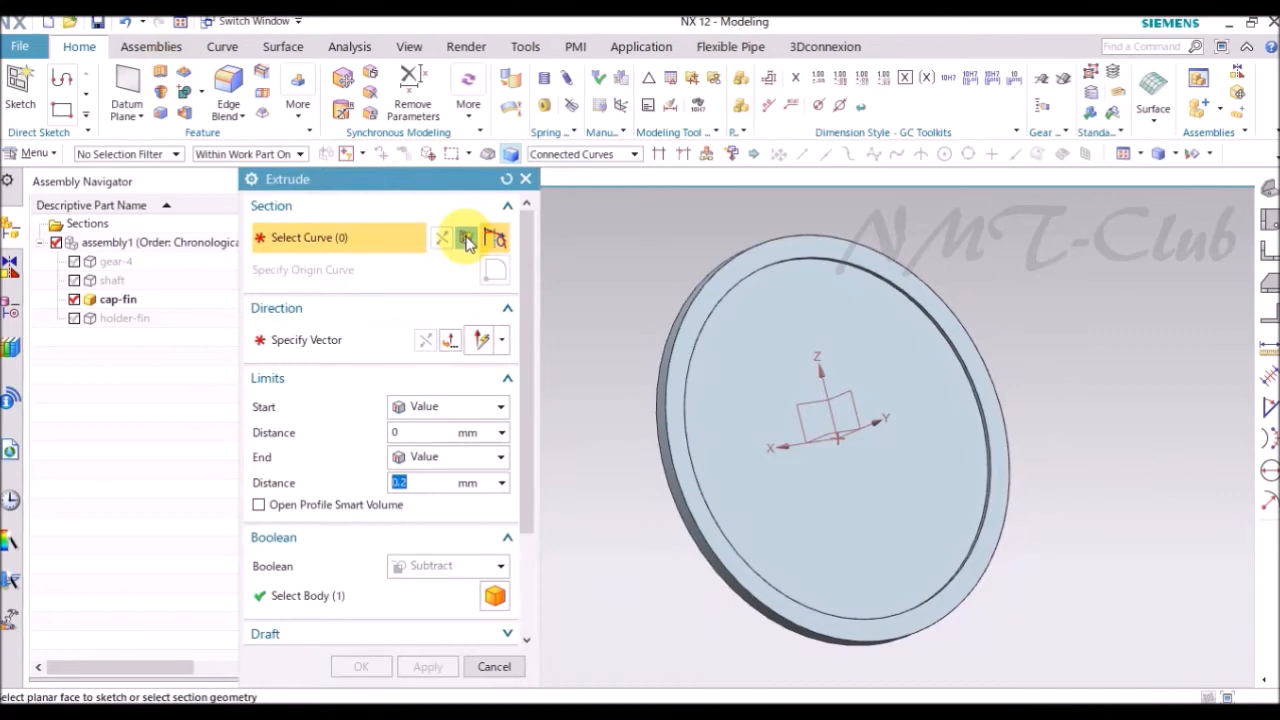 NX
Switch Window
NX 12 - Modeling
SIEMENS
File Home Assemblies Curve Surface Analysis View Render Tools PMI Application Flexible Pipe 3Dconnexion
Find a Command
Sketch
Datum Plane
Edge Blend
More
Remove Parameters
More
Surface
Direct Sketch
Feature
Synchronous Modeling
Spring ...
Manu...
Modeling Tool ...
P...
Dimension Style - GC Toolkits
Gear ...
Standa...
Assemblies
Menu
No Selection Filter
Within Work Part On
Connected Curves
Assembly Navigator
Descriptive Part Name
Sections
assembly1 (Order: Chronologica
gear-4
shaft
cap-fin
holder-fin
Extrude
Section
* Select Curve (0)
Specify Origin Curve
Direction
* Specify Vector
Limits
Start Value
Distance 0 mm
End Value
Distance 0.2 mm
Open Profile Smart Volume
Boolean
Boolean Subtract
Select Body (1)
Draft
OK Apply Cancel
Z
Y
X
NYIT-Club
elect planar face to sketch or select section geometry